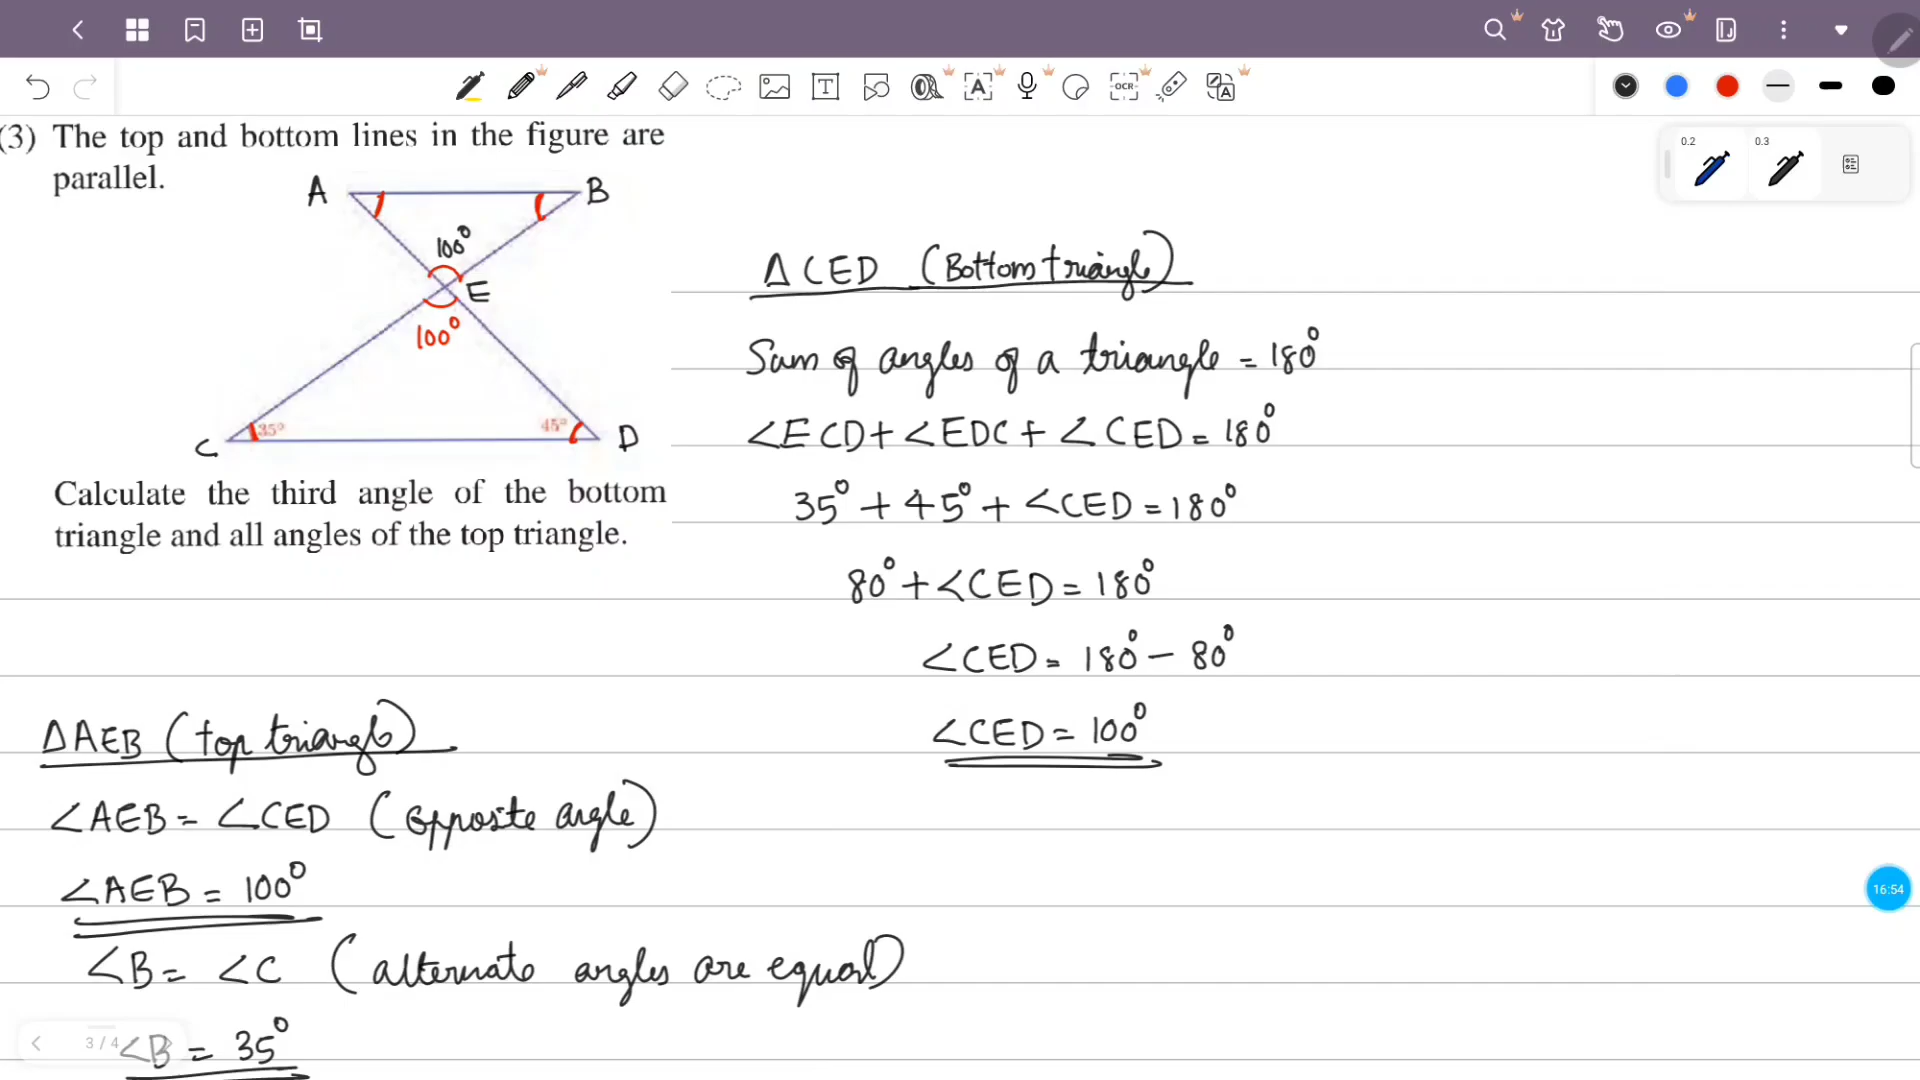 0.2
0.3
OCR
(3) The top and bottom lines in the figure are
parallel.
A
B
100°
E
100°
35°
45°
C
D
Calculate the third angle of the bottom
triangle and all angles of the top triangle.
Δ CED (Bottom triangle)
Sum of angles of a triangle = 180°
∠ECD + ∠EDC + ∠CED = 180°
35° + 45° + ∠CED = 180°
80° + ∠CED = 180°
∠CED = 180° − 80°
∠CED = 100°
ΔAEB (top triangle)
∠AEB = ∠CED (opposite angle)
∠AEB = 100°
∠B = ∠C (alternate angles are equal)
∠B = 35°
3 / 4
16:54